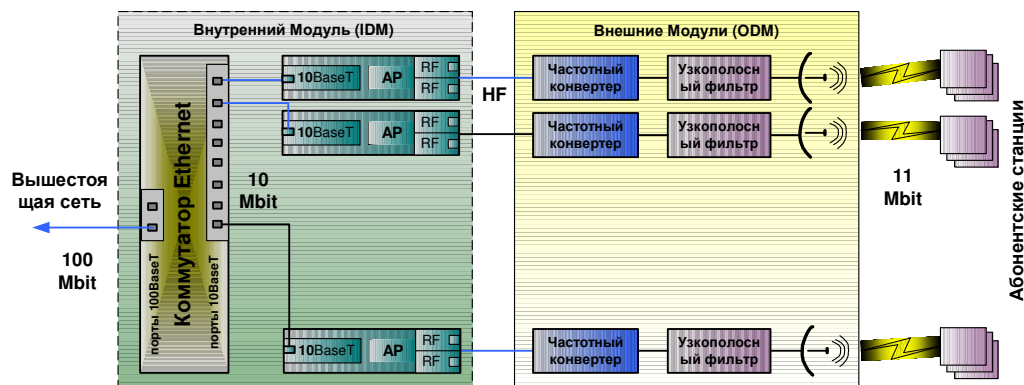 Внутренний Модуль (IDM)
Внешние Модули (ODM)
Вышестоя
щая сеть
100
Mbit
порты 100BaseT
Коммутатор Ethernet
порты 10BaseT
10
Mbit
10BaseT
AP
RF
RF
HF
Частотный
конвертер
Узкополосн
ый фильтр
10BaseT
AP
RF
RF
Частотный
конвертер
Узкополосн
ый фильтр
11
Mbit
10BaseT
AP
RF
RF
Частотный
конвертер
Узкополосн
ый фильтр
Абонентские станции